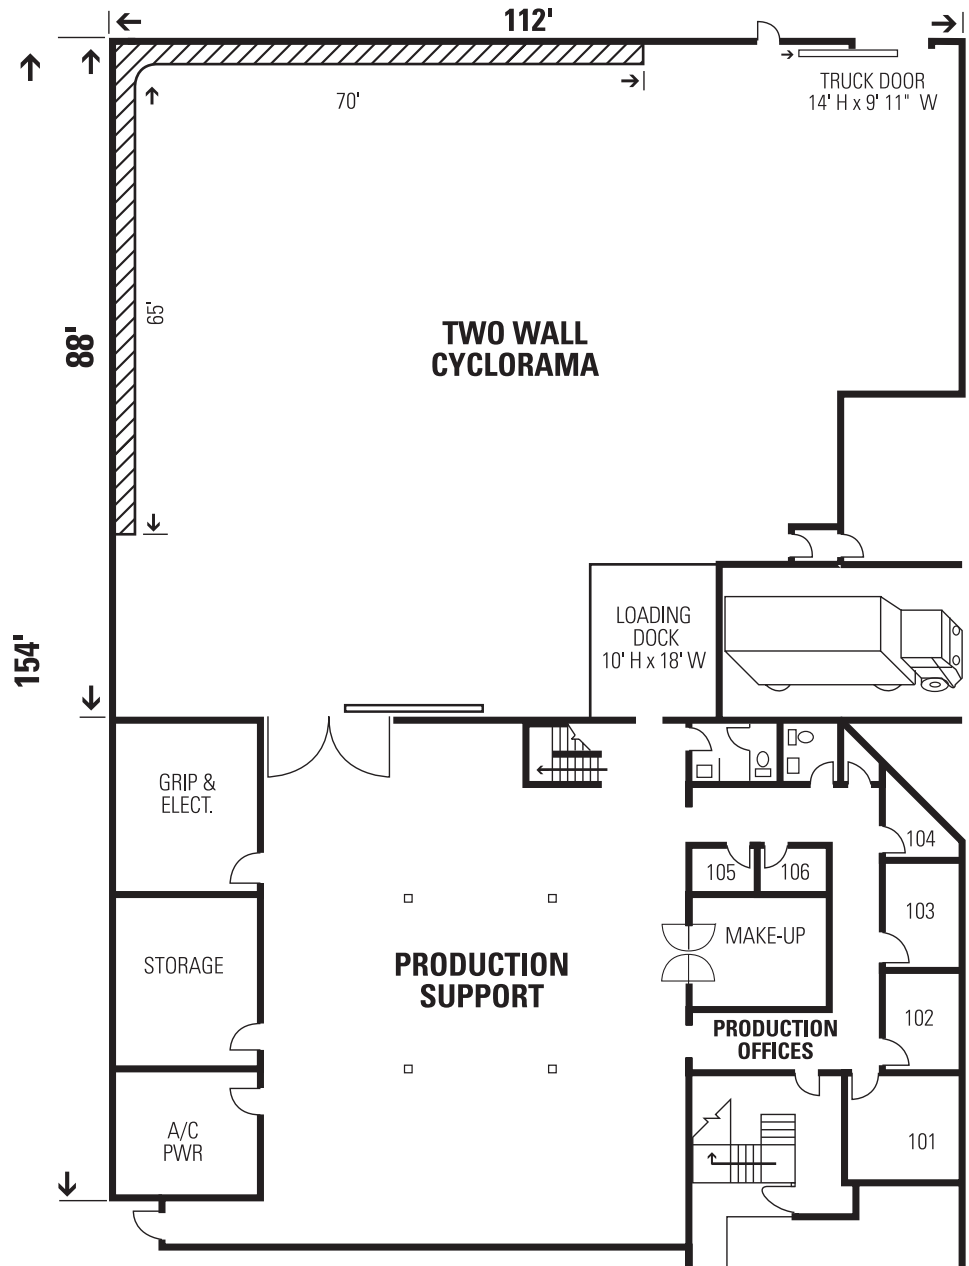 112'
TRUCK DOOR
14' H x 9' 11" W
70'
65'
88'
TWO WALL
CYCLORAMA
154'
LOADING
DOCK
10' H x 18' W
GRIP &
ELECT.
104
105
106
103
STORAGE
MAKE-UP
PRODUCTION
SUPPORT
102
PRODUCTION
OFFICES
A/C
PWR
101